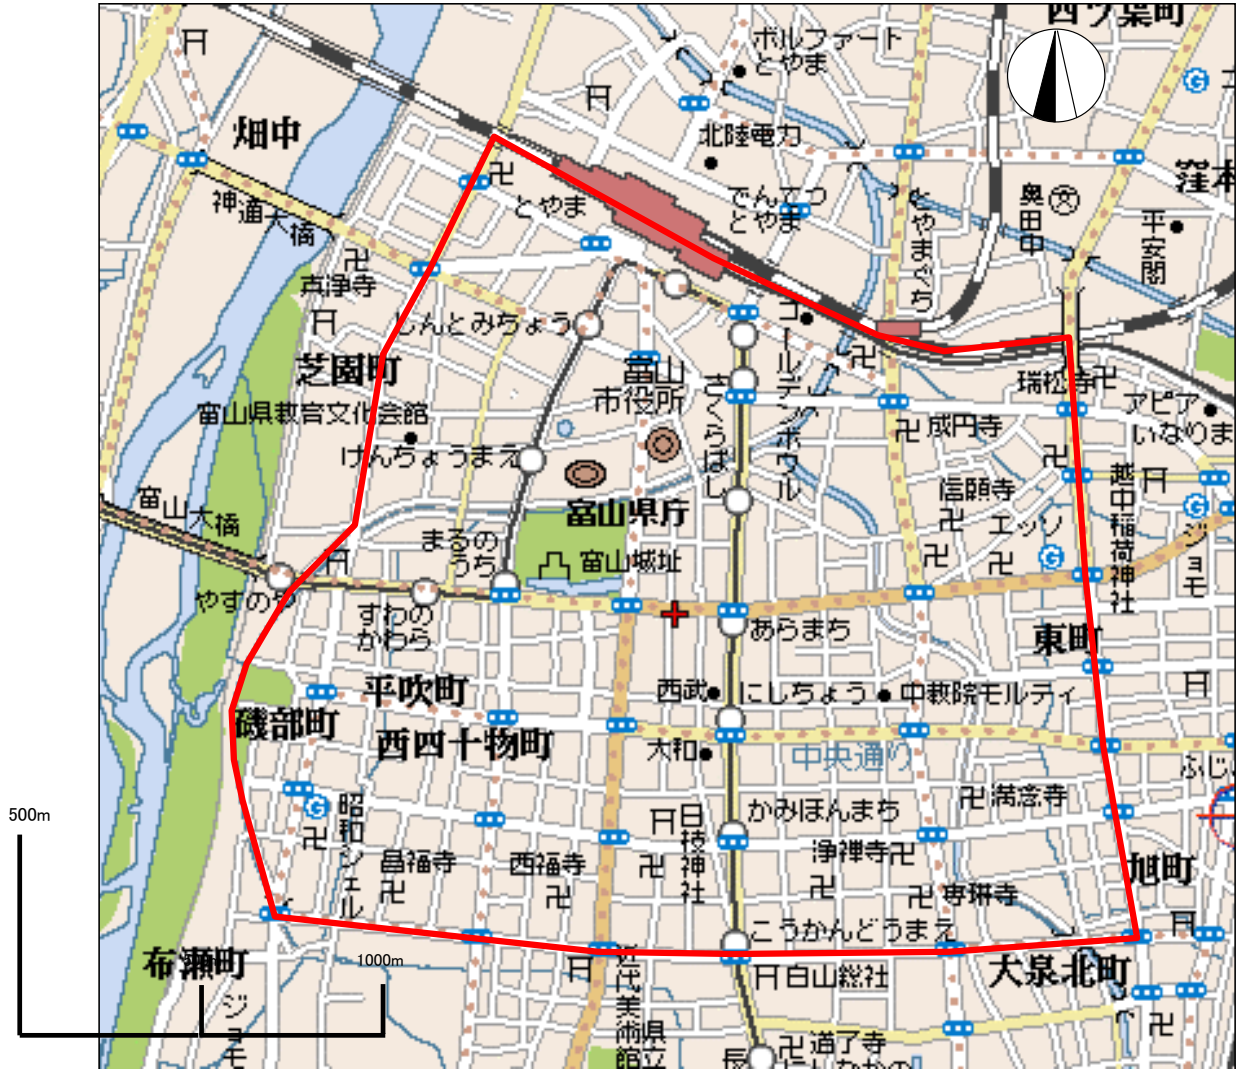 四ツ葉町
ボルファート
とやま
畑中
北陸電力
窪本
神通大橋
とやま
でんてつ
とやま
とやまぐち
奥田中
平安閣
真浄寺
しんとみちょう
ゴールデンボウル
芝園町
富山
市役所
さくらばし
瑞松寺
アピア
いなりま
富山県教育文化会館
成円寺
けんちょうまえ
越中稲荷神社
信願寺
富山大橋
富山県庁
エッソ
ジョモ
まるの
うち
富山城址
やすのや
すわの
かわら
あらまち
東町
平吹町
西武
にしちょう
中教院モルティ
磯部町
西四十物町
大和
中央通り
ふじ
500m
昭和シェル
かみほんまち
満念寺
日枝神社
昌福寺
西福寺
浄禅寺
旭町
専琳寺
こうかんどうまえ
布瀬町
1000m
近代美術館
県立
白山総社
大泉北町
ジョモ
長
道了寺